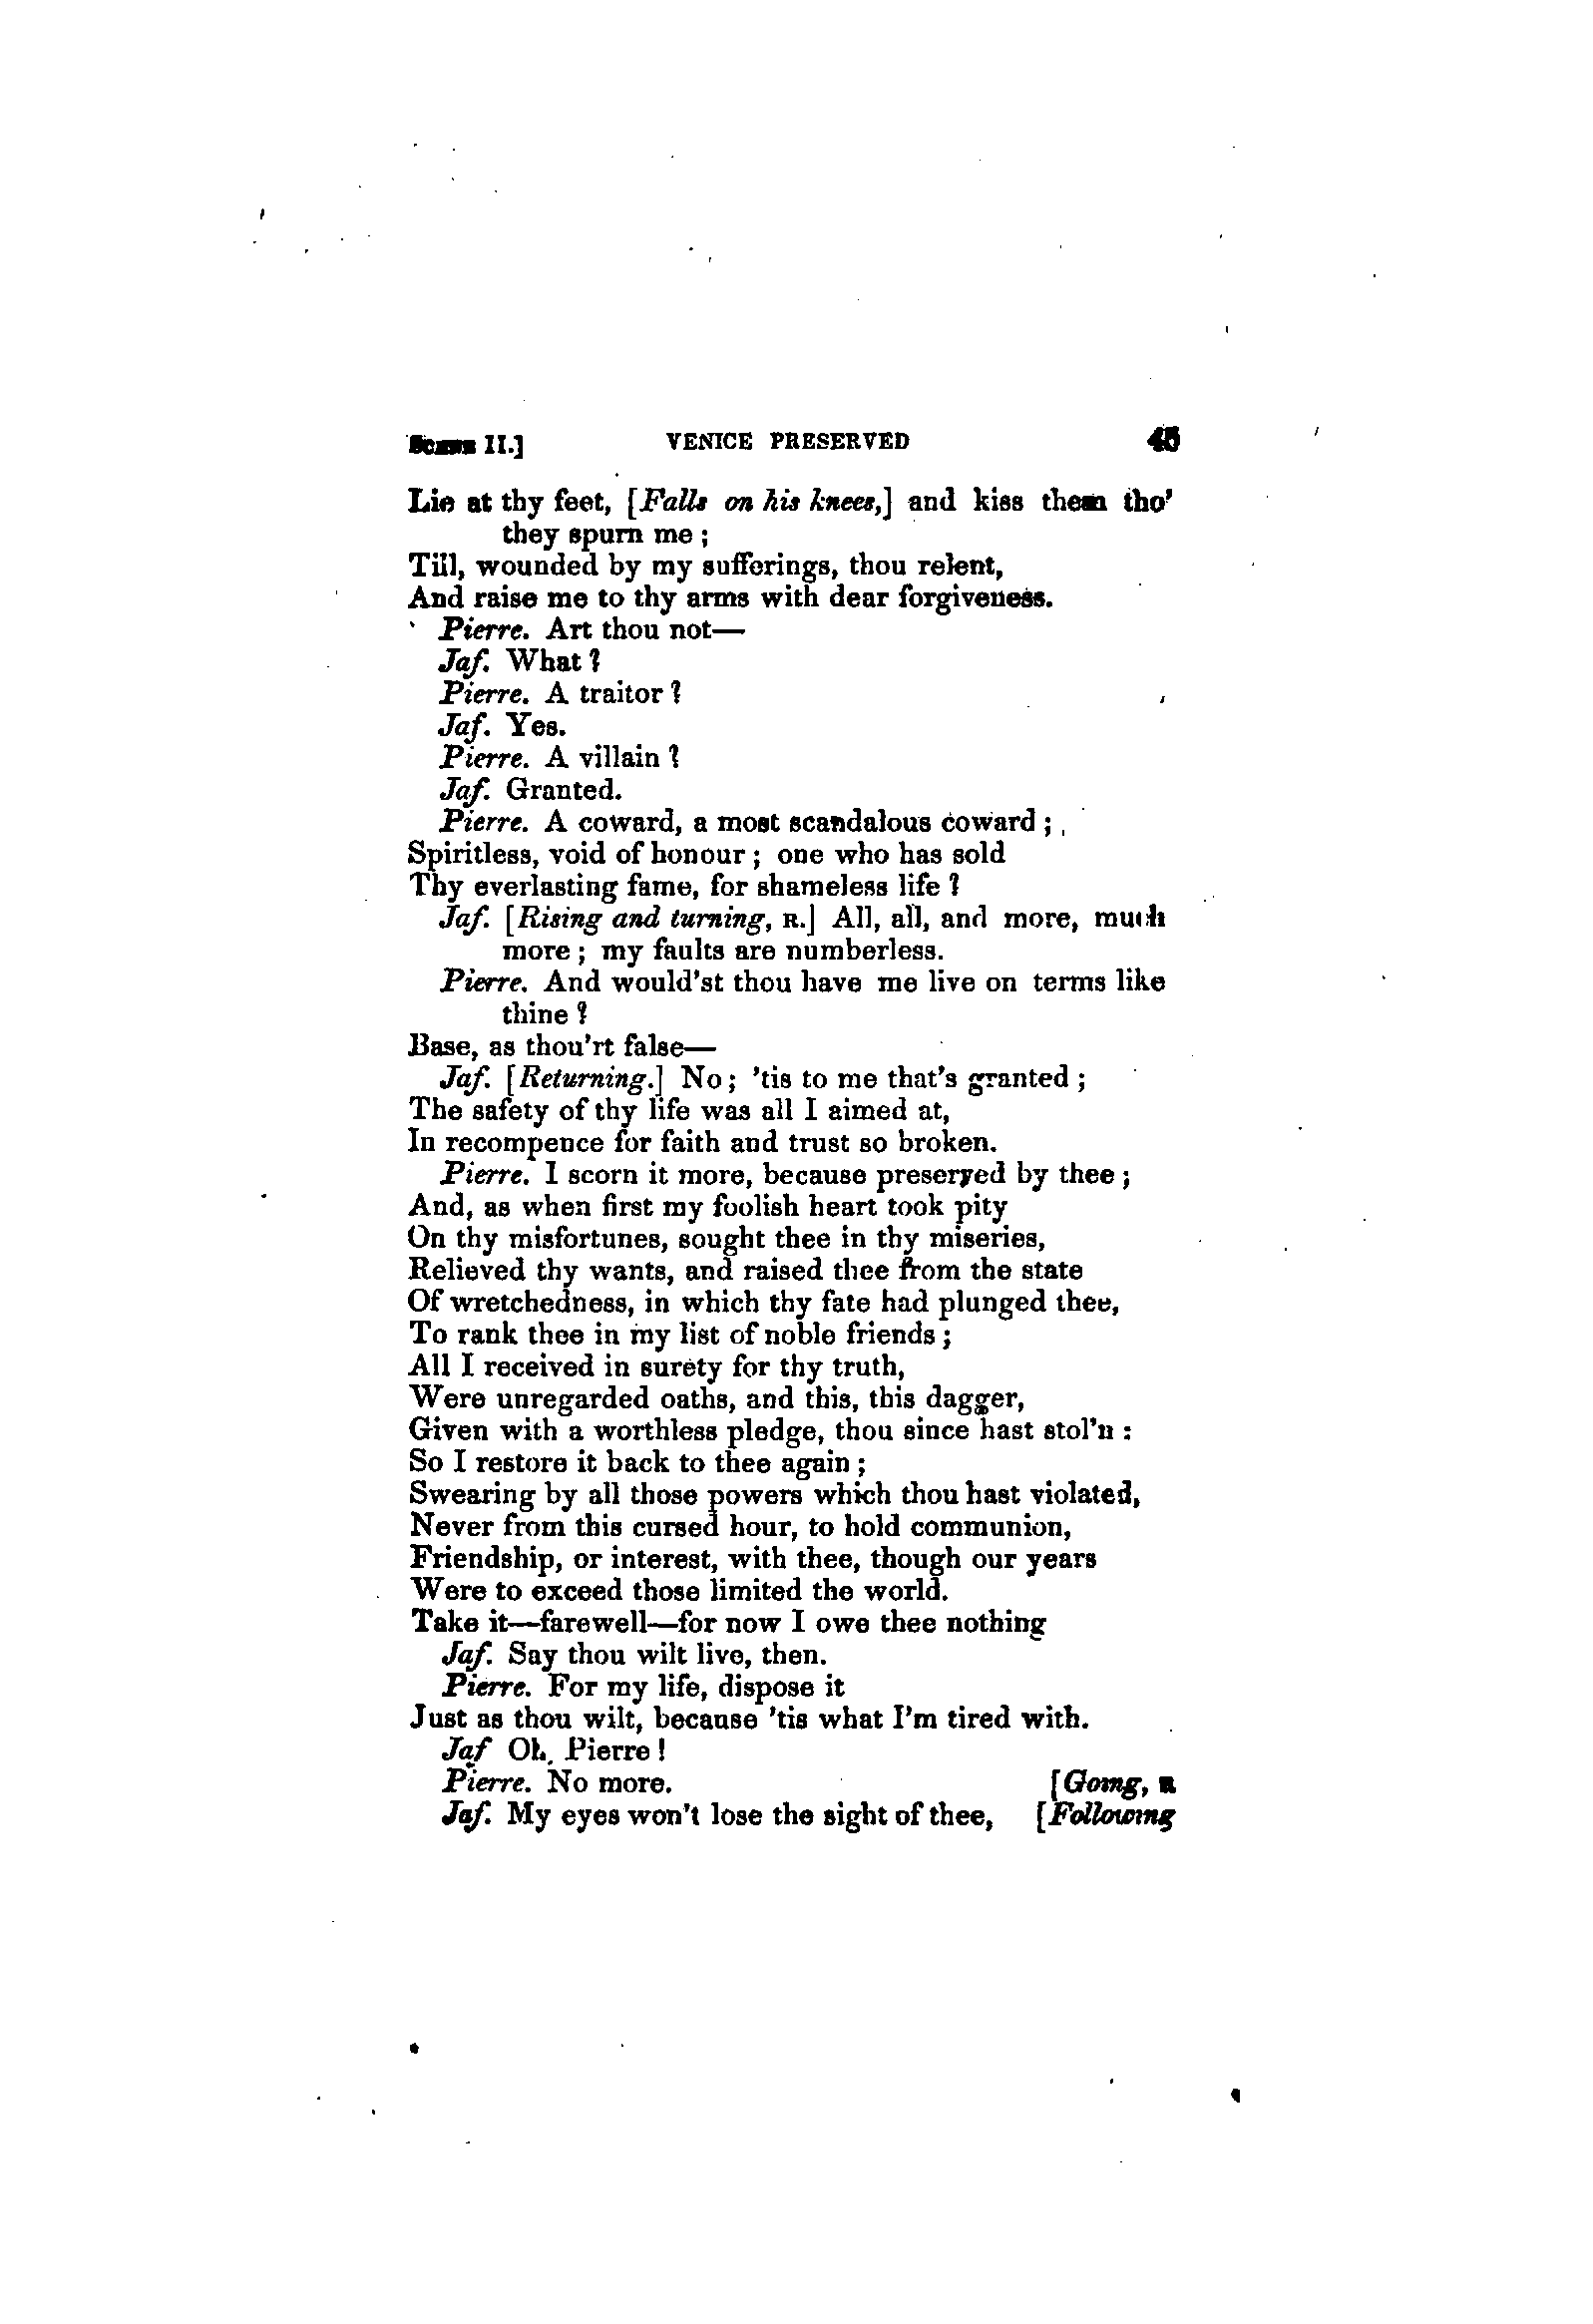 Scene II.] VENICE PRESERVED 45
Lie at thy feet, [Falls on his knees,] and kiss them tho'
they spurn me ;
Till, wounded by my sufferings, thou relent,
And raise me to thy arms with dear forgiveness.
Pierre. Art thou not—
Jaf. What ?
Pierre. A traitor ?
Jaf. Yes.
Pierre. A villain ?
Jaf. Granted.
Pierre. A coward, a most scandalous coward ;
Spiritless, void of honour ; one who has sold
Thy everlasting fame, for shameless life ?
Jaf. [Rising and turning, R.] All, all, and more, much
more ; my faults are numberless.
Pierre. And would'st thou have me live on terms like
thine ?
Base, as thou'rt false—
Jaf. [Returning.] No ; 'tis to me that's granted ;
The safety of thy life was all I aimed at,
In recompence for faith and trust so broken.
Pierre. I scorn it more, because preserved by thee ;
And, as when first my foolish heart took pity
On thy misfortunes, sought thee in thy miseries,
Relieved thy wants, and raised thee from the state
Of wretchedness, in which thy fate had plunged thee,
To rank thee in my list of noble friends ;
All I received in surety for thy truth,
Were unregarded oaths, and this, this dagger,
Given with a worthless pledge, thou since hast stol'n :
So I restore it back to thee again ;
Swearing by all those powers which thou hast violated,
Never from this cursed hour, to hold communion,
Friendship, or interest, with thee, though our years
Were to exceed those limited the world.
Take it—farewell—for now I owe thee nothing
Jaf. Say thou wilt live, then.
Pierre. For my life, dispose it
Just as thou wilt, because 'tis what I'm tired with.
Jaf Oh, Pierre !
Pierre. No more. [Going, R
Jaf. My eyes won't lose the sight of thee, [Following